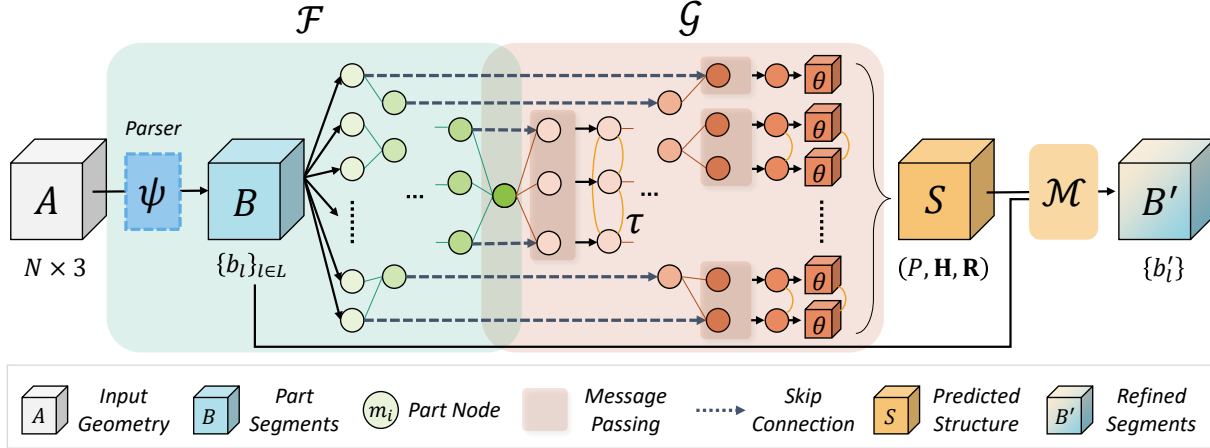 ℱ
𝒢
Parser
A
ψ
B
N × 3
{b_l}_{l∈L}
...
...
τ
...
θ
θ
θ
θ
θ
S
(P, H, R)
ℳ
B′
{b′_l}
A
Input
Geometry
B
Part
Segments
m_i
Part Node
Message
Passing
Skip
Connection
S
Predicted
Structure
B′
Refined
Segments